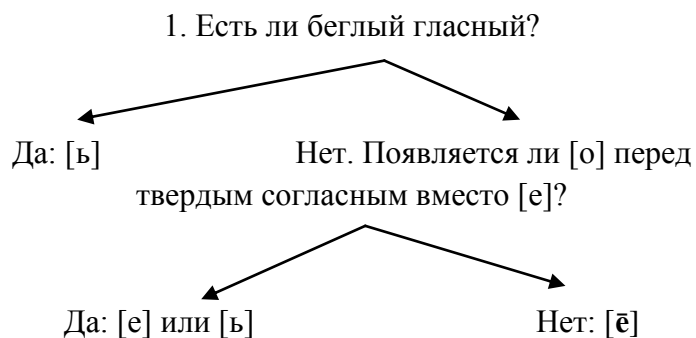 1. Есть ли беглый гласный?
Да: [ь] Нет. Появляется ли [о] перед
твердым согласным вместо [е]?
Да: [е] или [ь] Нет: [ē]